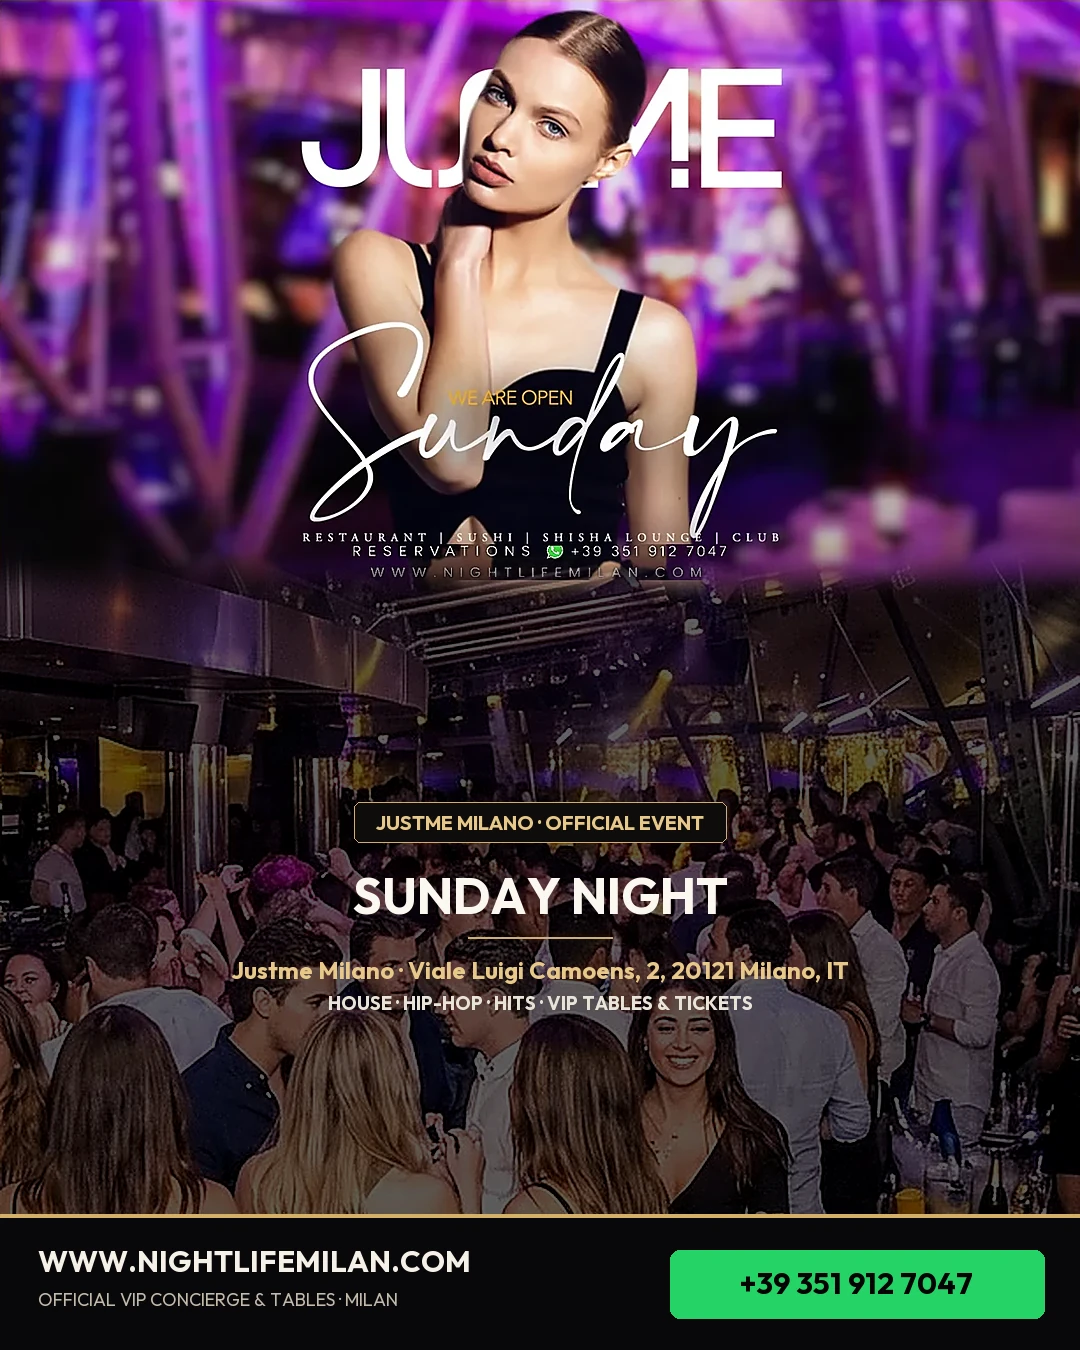 JUSTME
WE ARE OPEN
Sunday
RESTAURANT | SUSHI | SHISHA LOUNGE | CLUB
RESERVATIONS +39 351 912 7047
WWW.NIGHTLIFEMILAN.COM
JUSTME MILANO · OFFICIAL EVENT
SUNDAY NIGHT
Justme Milano · Viale Luigi Camoens, 2, 20121 Milano, IT
HOUSE · HIP-HOP · HITS · VIP TABLES & TICKETS
WWW.NIGHTLIFEMILAN.COM
OFFICIAL VIP CONCIERGE & TABLES · MILAN
+39 351 912 7047